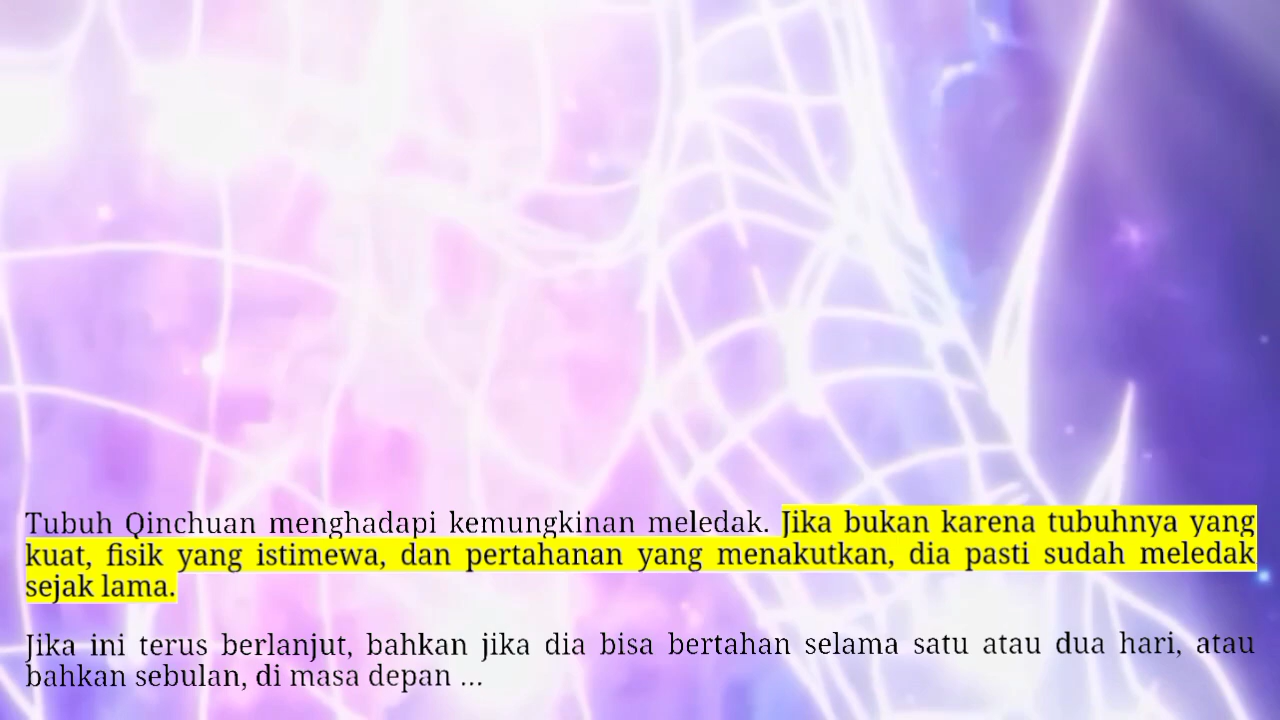 Tubuh Qinchuan menghadapi kemungkinan meledak. Jika bukan karena tubuhnya yang
kuat, fisik yang istimewa, dan pertahanan yang menakutkan, dia pasti sudah meledak
sejak lama.
Jika ini terus berlanjut, bahkan jika dia bisa bertahan selama satu atau dua hari, atau
bahkan sebulan, di masa depan ...